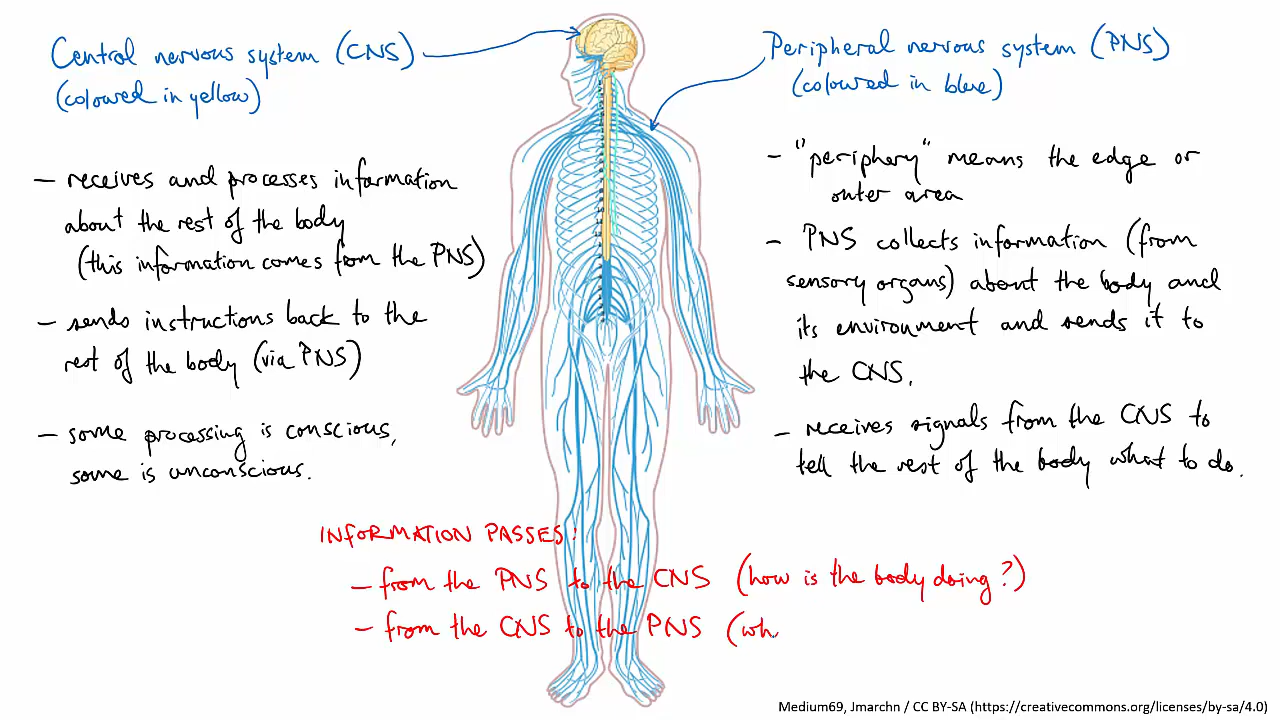 Central nervous system (CNS)
(coloured in yellow)
— receives and processes information
about the rest of the body
(this information comes from the PNS)
— sends instructions back to the
rest of the body (via PNS)
— some processing is conscious,
some is unconscious.
Peripheral nervous system (PNS)
(coloured in blue)
- "periphery" means the edge or
outer area
- PNS collects information (from
sensory organs) about the body and
its environment and sends it to
the CNS.
- receives signals from the CNS to
tell the rest of the body what to do.
INFORMATION PASSES:
— from the PNS to the CNS (how is the body doing?)
— from the CNS to the PNS (wh
Medium69, Jmarchn / CC BY-SA (https://creativecommons.org/licenses/by-sa/4.0)